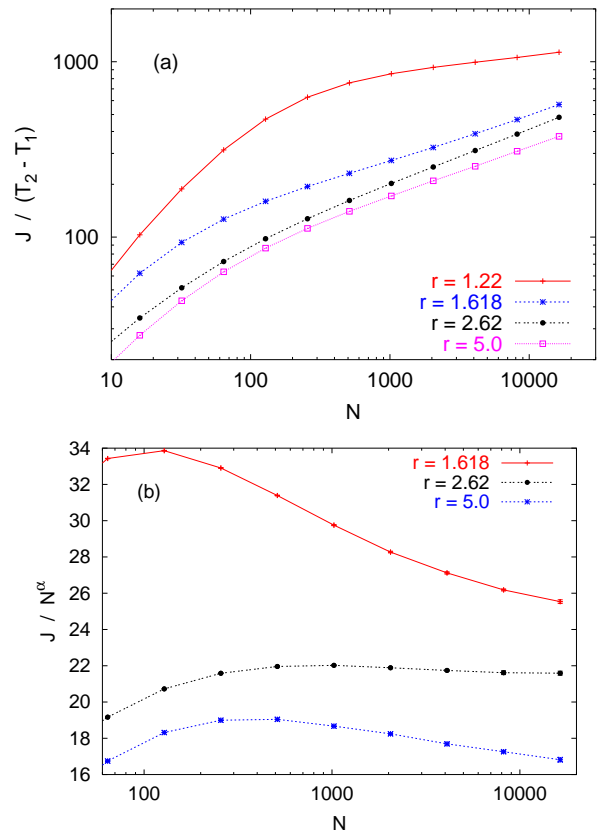 (a)
1000
100
J / (T₂ - T₁)
r = 1.22
r = 1.618
r = 2.62
r = 5.0
10 100 1000 10000
N
34
32
30
28
26
24
22
20
18
16
(b)
J / N^α
r = 1.618
r = 2.62
r = 5.0
100 1000 10000
N